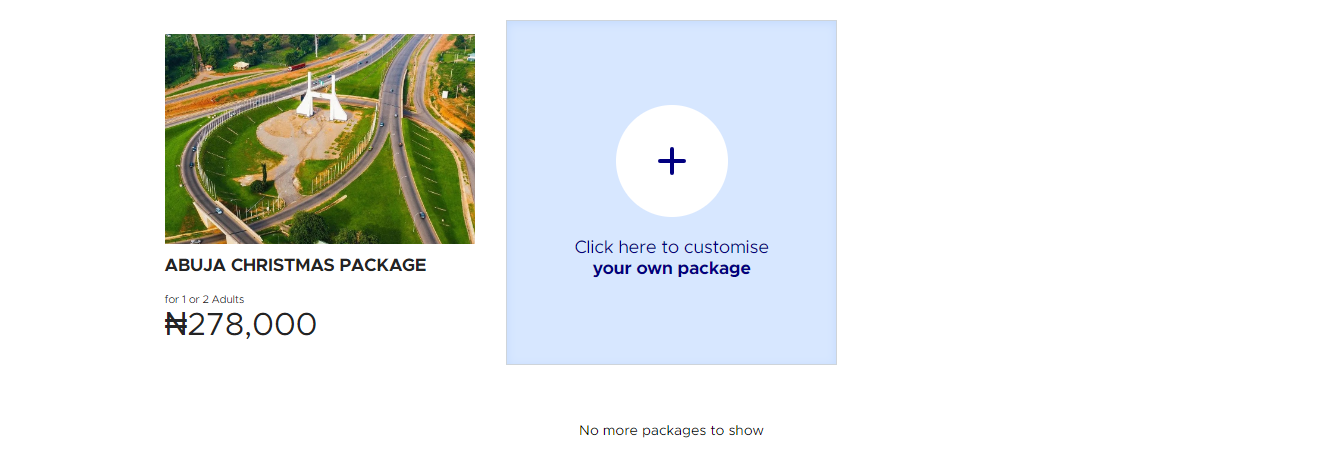 ABUJA CHRISTMAS PACKAGE
for 1 or 2 Adults
₦278,000
Click here to customise
your own package
No more packages to show